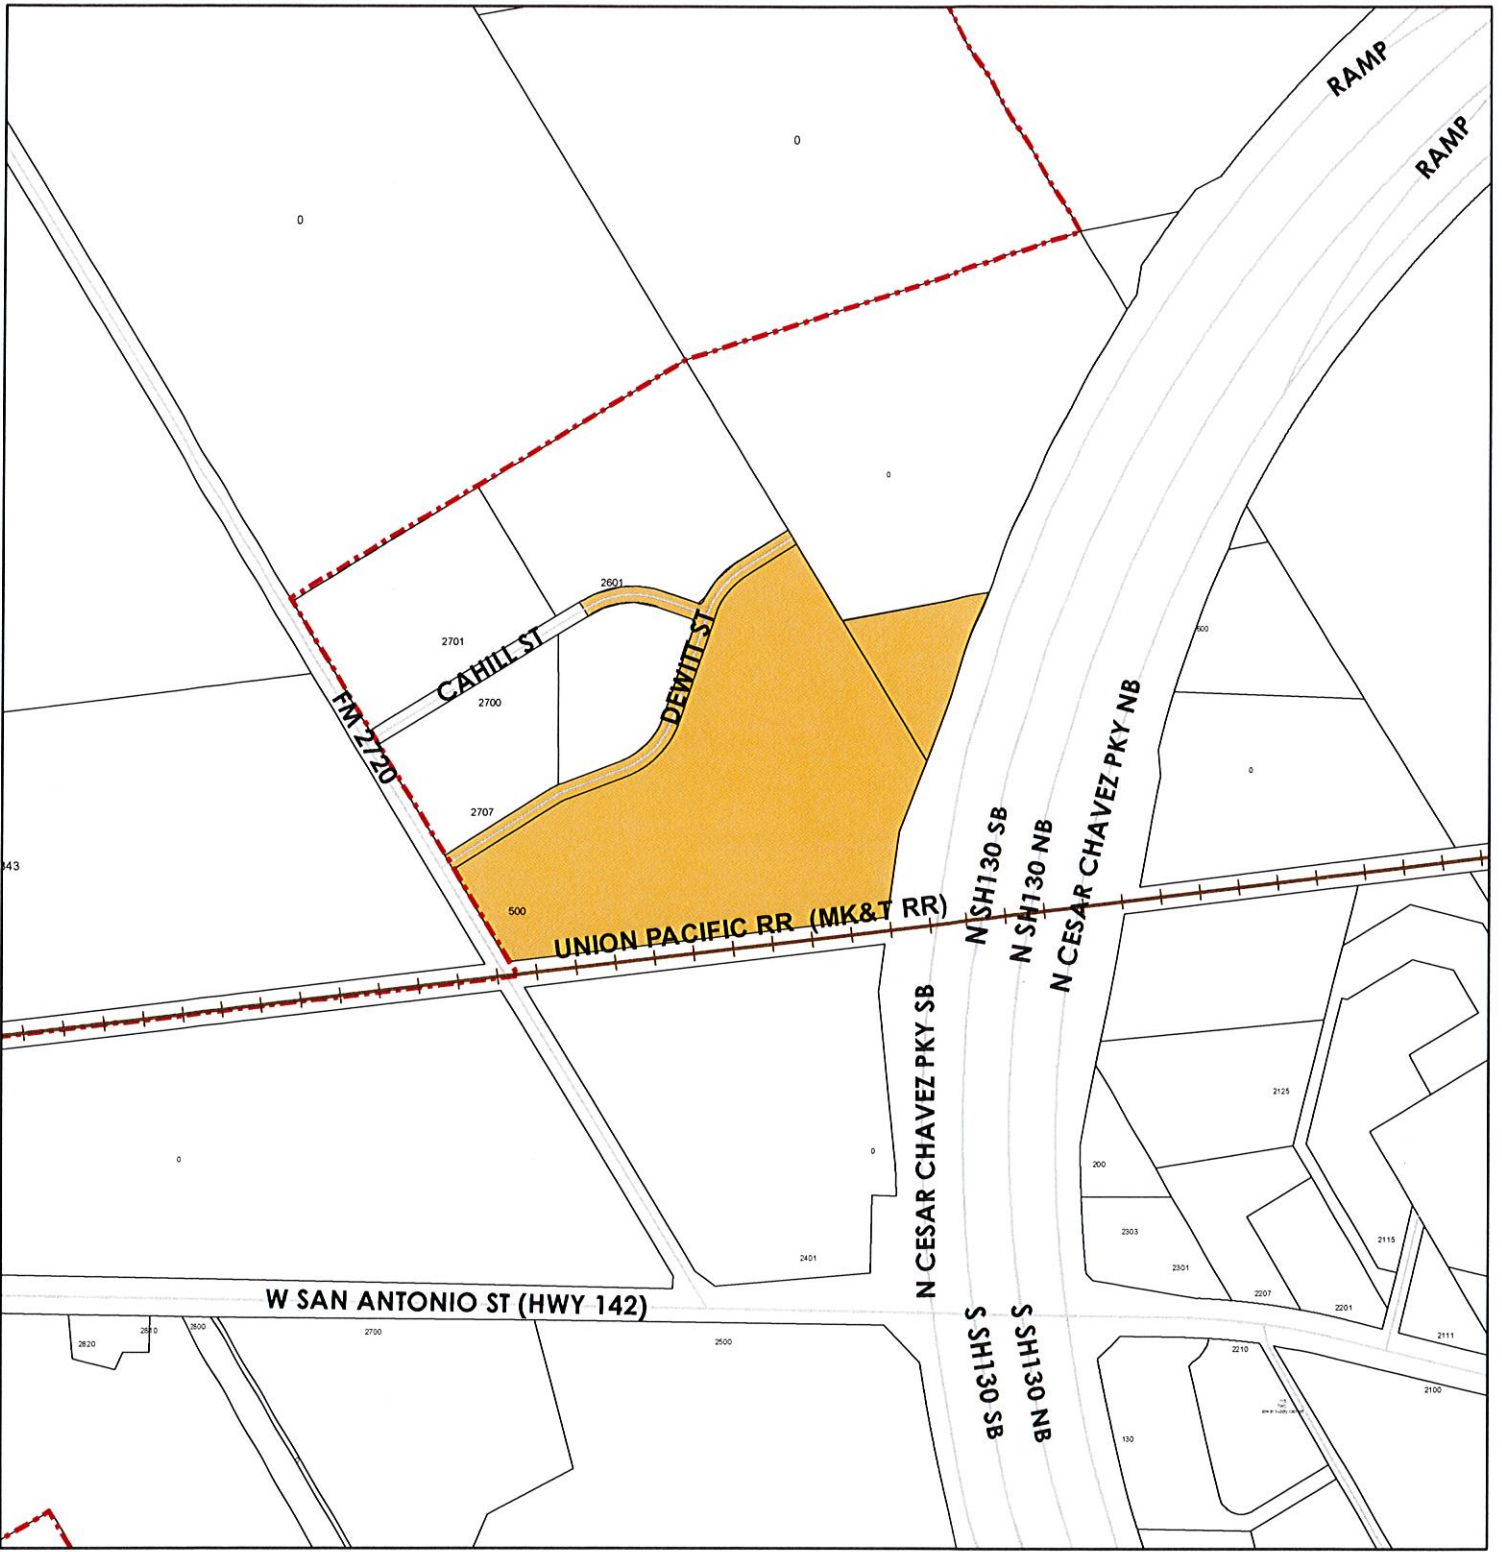 RAMP
RAMP
0
0
0
2601
2701
CAHILL ST
2700
DEWITT ST
FM 2720
600
0
N CESAR CHAVEZ PKY NB
2707
N SH130 SB
N SH130 NB
500
UNION PACIFIC RR (MK&T RR)
N CESAR CHAVEZ PKY SB
2125
0
0
200
2303
2301
2115
2401
2207
2201
2111
W SAN ANTONIO ST (HWY 142)
2820
2810
2600
2700
2500
S SH130 SB
S SH130 NB
2210
2100
130